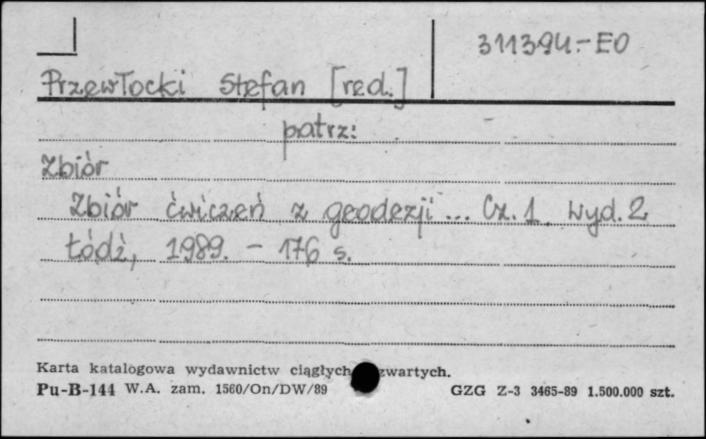 311394.-EO
Przewłocki Stefan [red.]
patrz:
Zbiór
Zbiór ćwiczeń z geodezji... Cz. 1 Wyd. 2
Łódź, 1989. - 176 s.
Karta katalogowa wydawnictw ciągłych zwartych.
Pu-B-144 W.A. zam. 1560/On/DW/89 GZG Z-3 3465-89 1.500.000 szt.